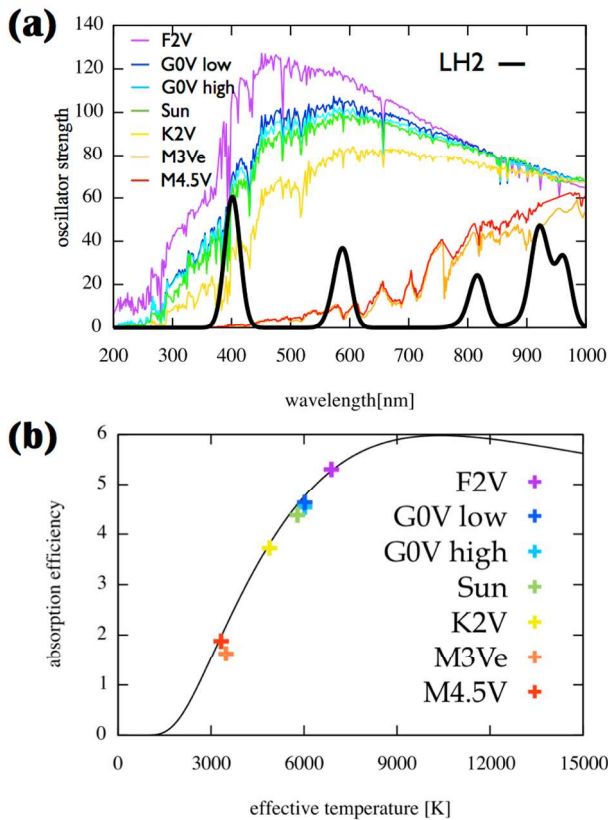 (a)
140
120
100
80
60
40
20
0
oscillator strength
F2V
G0V low
G0V high
Sun
K2V
M3Ve
M4.5V
LH2
200 300 400 500 600 700 800 900 1000
wavelength[nm]
(b)
6
5
4
3
2
1
0
absorption efficiency
F2V
G0V low
G0V high
Sun
K2V
M3Ve
M4.5V
0 3000 6000 9000 12000 15000
effective temperature [K]